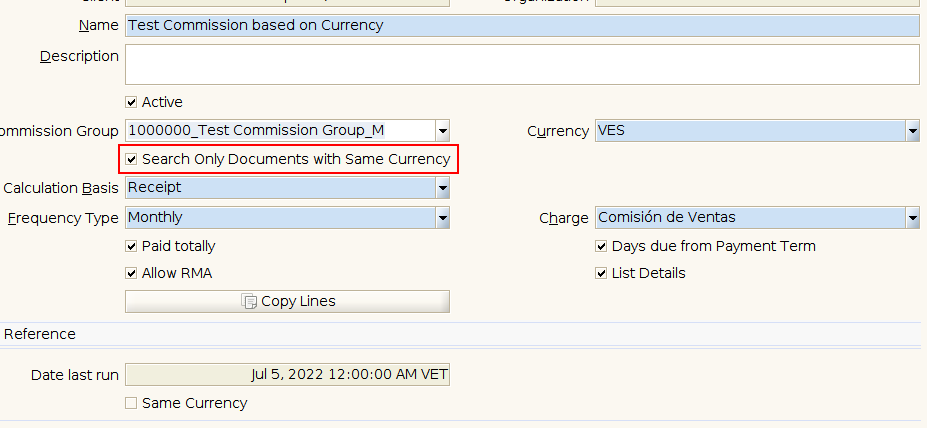 Name Test Commission based on Currency
Description
Active
ommission Group 1000000_Test Commission Group_M Currency VES
Search Only Documents with Same Currency
Calculation Basis Receipt
Frequency Type Monthly Charge Comisión de Ventas
Paid totally Days due from Payment Term
Allow RMA List Details
Copy Lines
Reference
Date last run Jul 5, 2022 12:00:00 AM VET
Same Currency